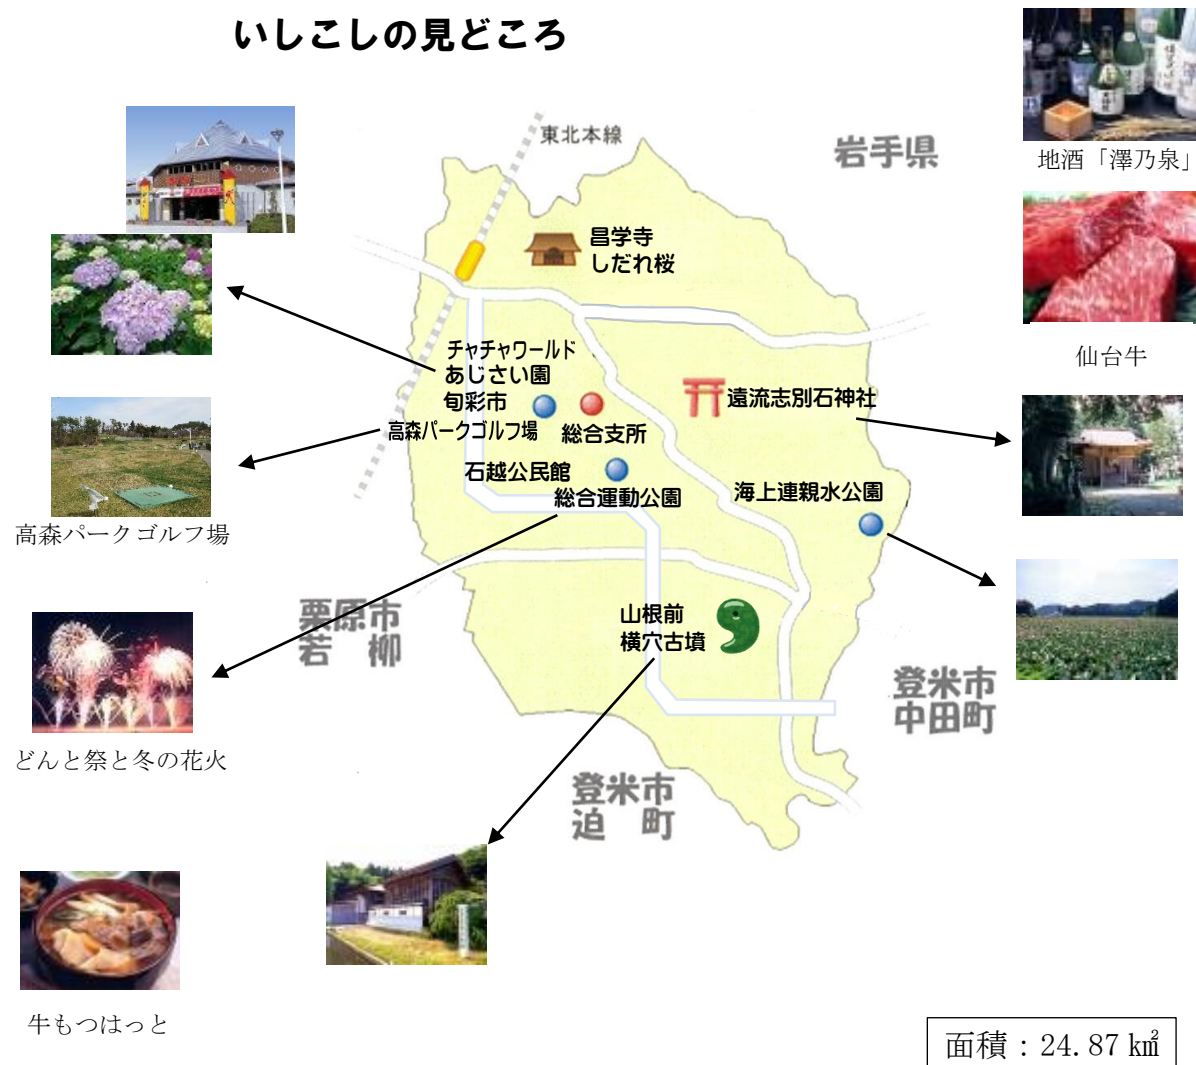 いしこしの見どころ
東北本線
岩手県
地酒「澤乃泉」
昌学寺
しだれ桜
仙台牛
チャチャワールド
あじさい園
旬彩市
高森パークゴルフ場
総合支所
遠流志別石神社
石越公民館
総合運動公園
海上連親水公園
高森パークゴルフ場
栗原市
若柳
山根前
横穴古墳
登米市
中田町
どんと祭と冬の花火
登米市
迫町
牛もつはっと
面積：24.87㎢